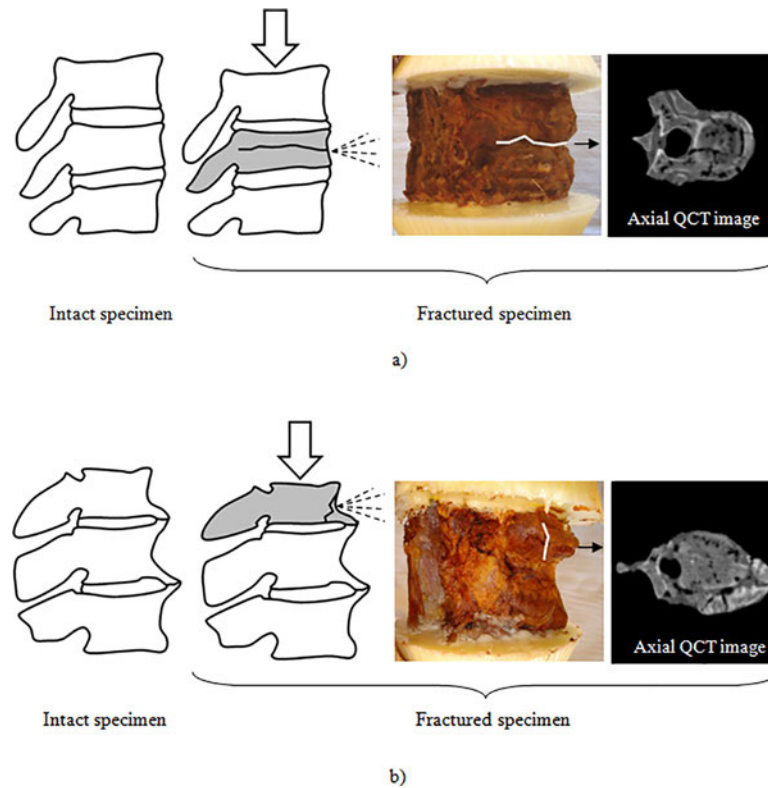 Axial QCT image
Intact specimen
Fractured specimen
a)
Axial QCT image
Intact specimen
Fractured specimen
b)